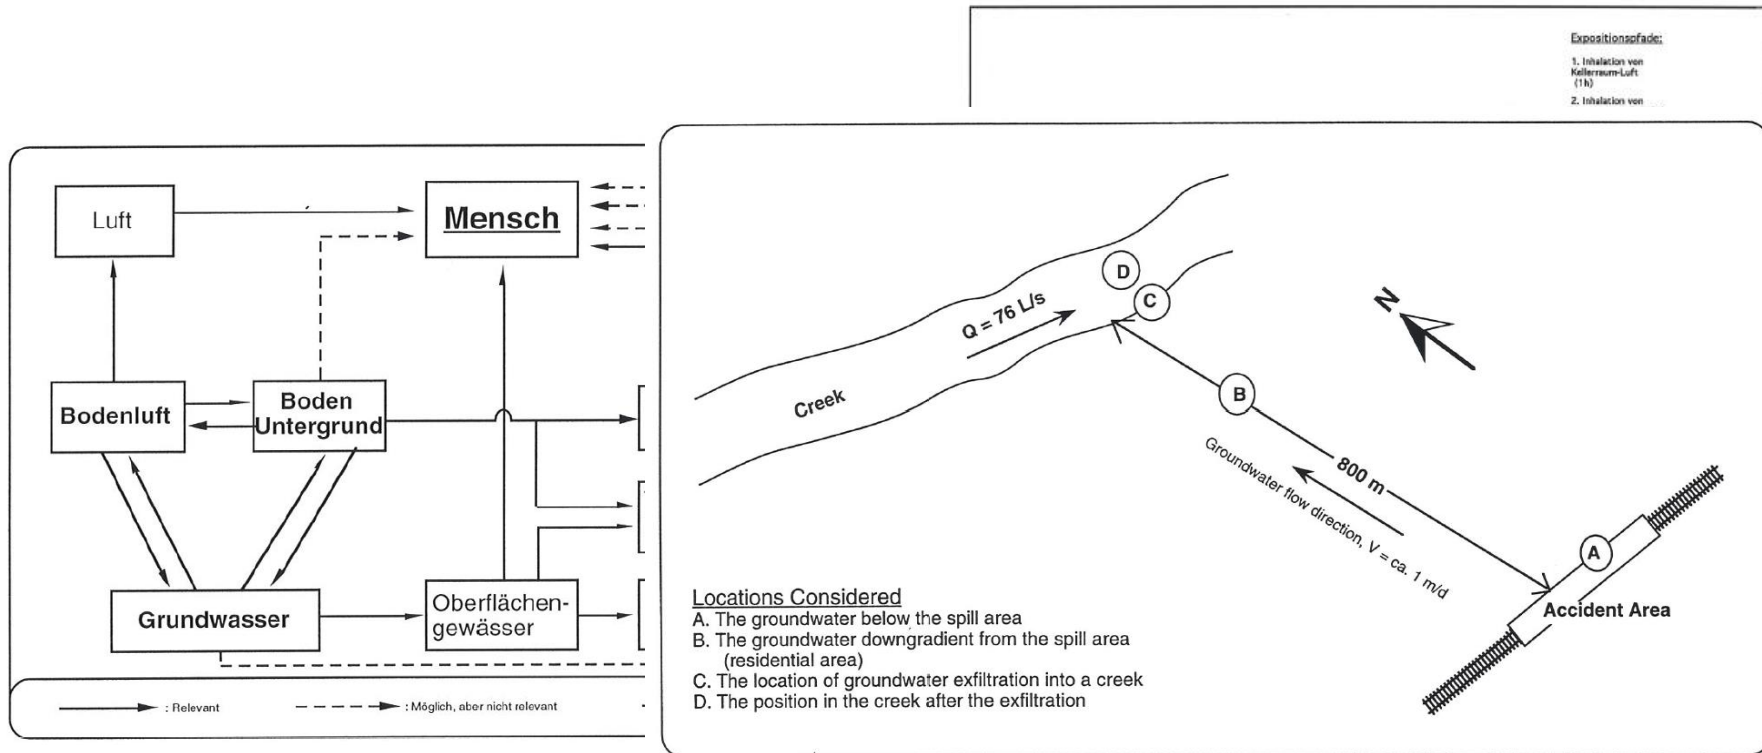 Expositionspfade:
1. Inhalation von
Kellerraum-Luft
(1h)
2. Inhalation von
Luft
Mensch
Bodenluft
Boden
Untergrund
Grundwasser
Oberflächen-
gewässer
: Relevant
: Möglich, aber nicht relevant
D
C
N
Q = 76 L/s
B
Creek
800 m
Groundwater flow direction, V = ca. 1 m/d
A
Accident Area
Locations Considered
A. The groundwater below the spill area
B. The groundwater downgradient from the spill area
(residential area)
C. The location of groundwater exfiltration into a creek
D. The position in the creek after the exfiltration